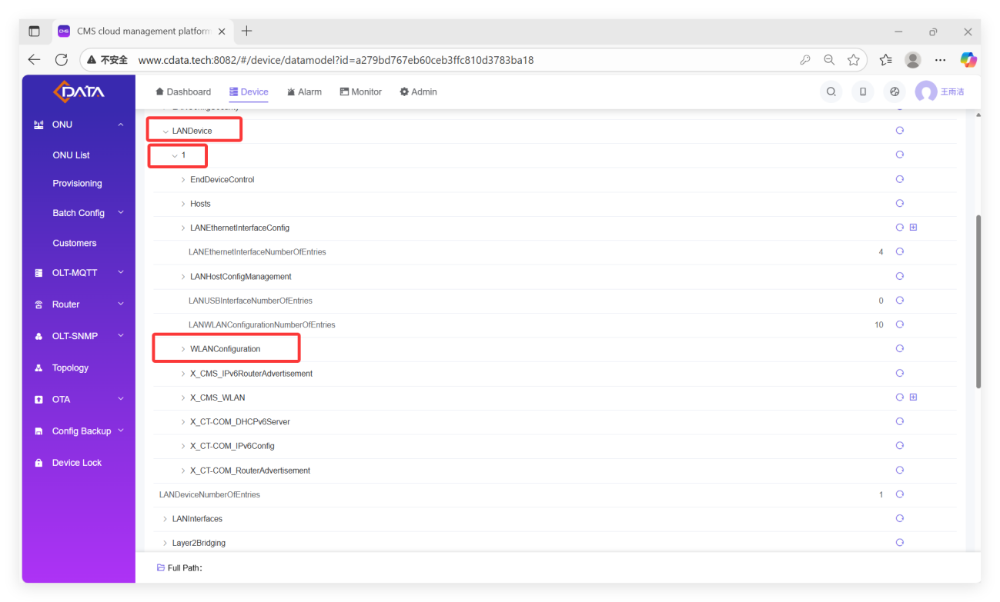 CMS cloud management platform
不安全 www.cdata.tech:8082/#/device/datamodel?id=a279bd767eb60ceb3ffc810d3783ba18
DATA
Dashboard Device Alarm Monitor Admin 王雨洁
ONU
ONU List
Provisioning
Batch Config
Customers
OLT-MQTT
Router
OLT-SNMP
Topology
OTA
Config Backup
Device Lock
LANConfigSecurity
LANDevice
1
EndDeviceControl
Hosts
LANEthernetInterfaceConfig
LANEthernetInterfaceNumberOfEntries 4
LANHostConfigManagement
LANUSBInterfaceNumberOfEntries 0
LANWLANConfigurationNumberOfEntries 10
WLANConfiguration
X_CMS_IPv6RouterAdvertisement
X_CMS_WLAN
X_CT-COM_DHCPv6Server
X_CT-COM_IPv6Config
X_CT-COM_RouterAdvertisement
LANDeviceNumberOfEntries 1
LANInterfaces
Layer2Bridging
Full Path: